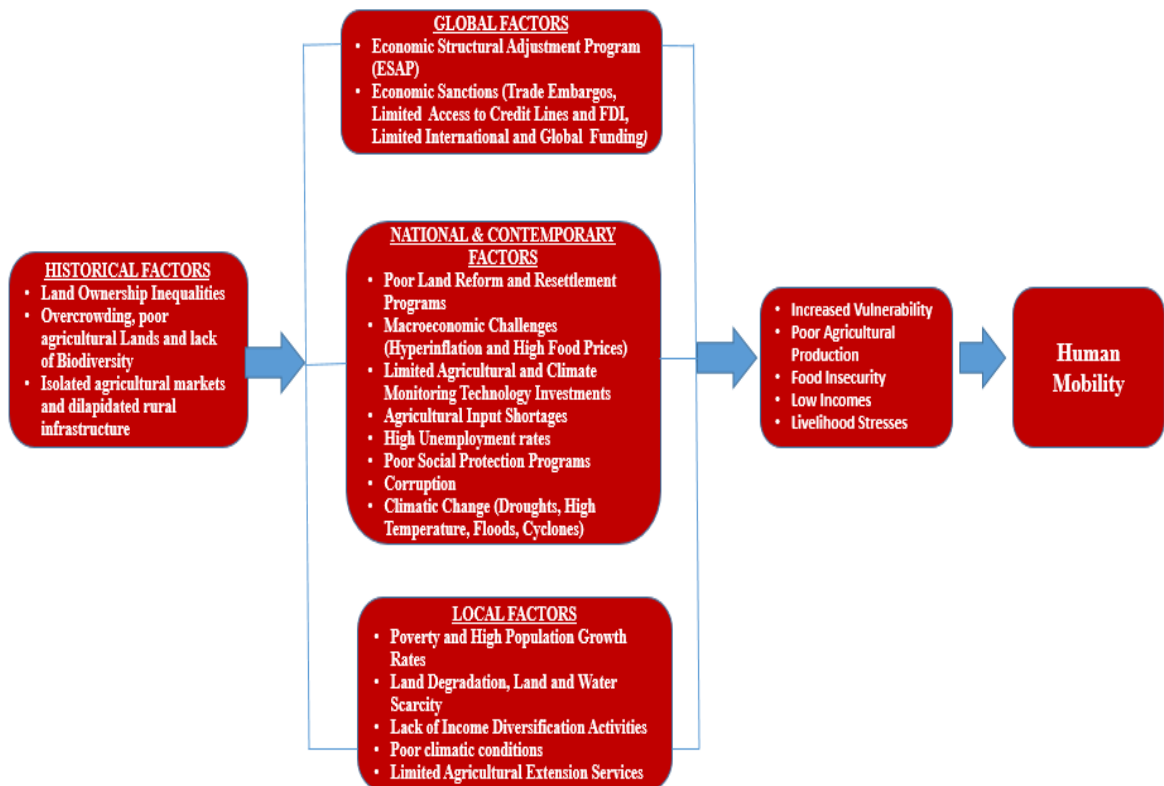 HISTORICAL FACTORS
• Land Ownership Inequalities
• Overcrowding, poor
agricultural Lands and lack
of Biodiversity
• Isolated agricultural markets
and dilapidated rural
infrastructure
GLOBAL FACTORS
• Economic Structural Adjustment Program
(ESAP)
• Economic Sanctions (Trade Embargos,
Limited Access to Credit Lines and FDI,
Limited International and Global Funding)
NATIONAL & CONTEMPORARY
FACTORS
• Poor Land Reform and Resettlement
Programs
• Macroeconomic Challenges
(Hyperinflation and High Food Prices)
• Limited Agricultural and Climate
Monitoring Technology Investments
• Agricultural Input Shortages
• High Unemployment rates
• Poor Social Protection Programs
• Corruption
• Climatic Change (Droughts, High
Temperature, Floods, Cyclones)
LOCAL FACTORS
• Poverty and High Population Growth
Rates
• Land Degradation, Land and Water
Scarcity
• Lack of Income Diversification Activities
• Poor climatic conditions
• Limited Agricultural Extension Services
• Increased Vulnerability
• Poor Agricultural
Production
• Food Insecurity
• Low Incomes
• Livelihood Stresses
Human
Mobility